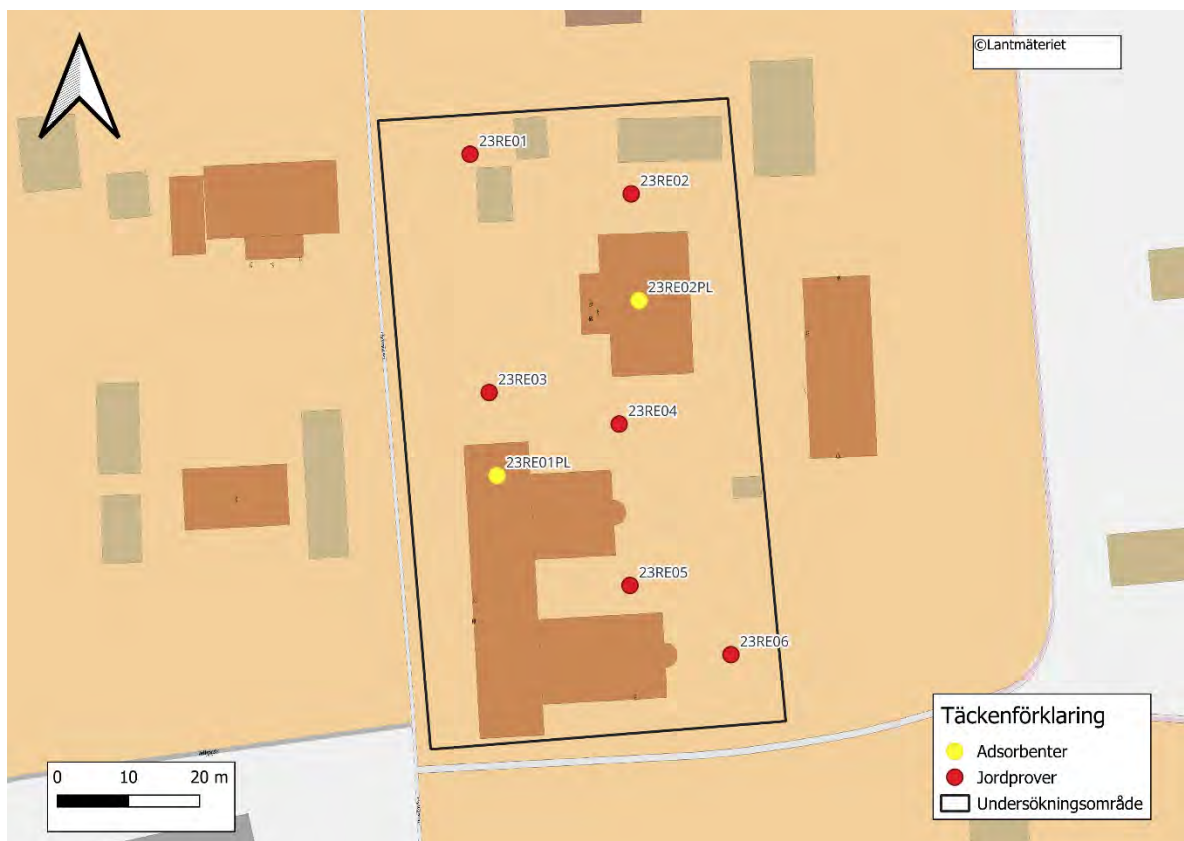 ©Lantmäteriet
23RE01
23RE02
23RE02PL
23RE03
23RE04
23RE01PL
23RE05
23RE06
Täckenförklaring
Adsorbenter
Jordprover
Undersökningsområde
0 10 20 m